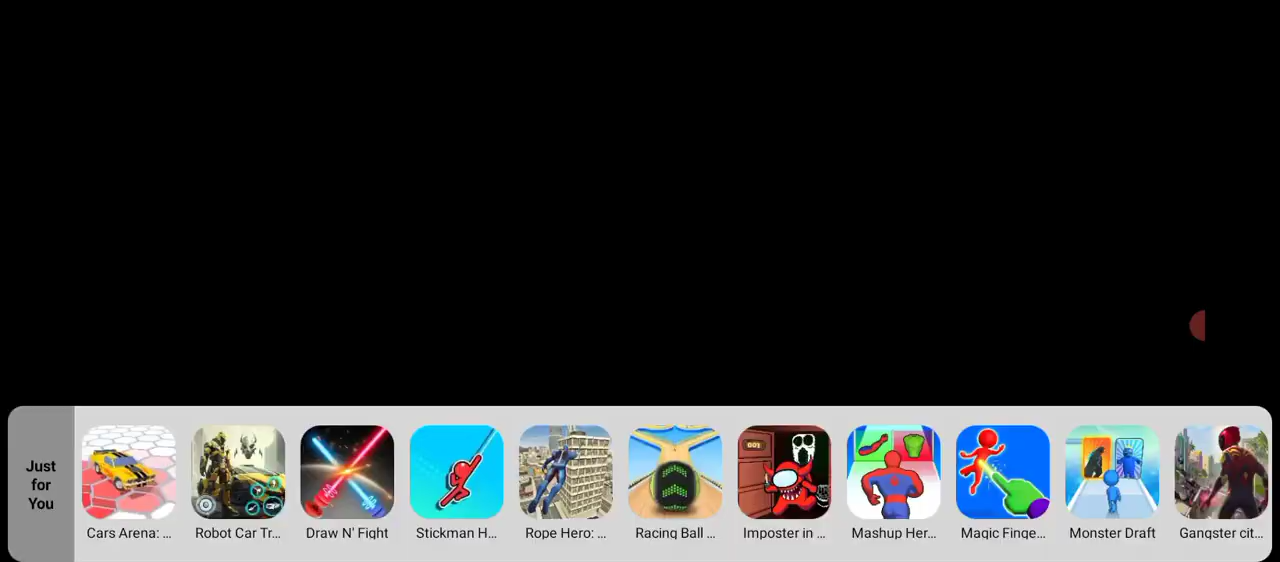 Just
for
You
Cars Arena: ...
Robot Car Tr...
Draw N' Fight
Stickman H...
Rope Hero: ...
Racing Ball ...
Imposter in ...
Mashup Her...
Magic Finge...
Monster Draft
Gangster cit...